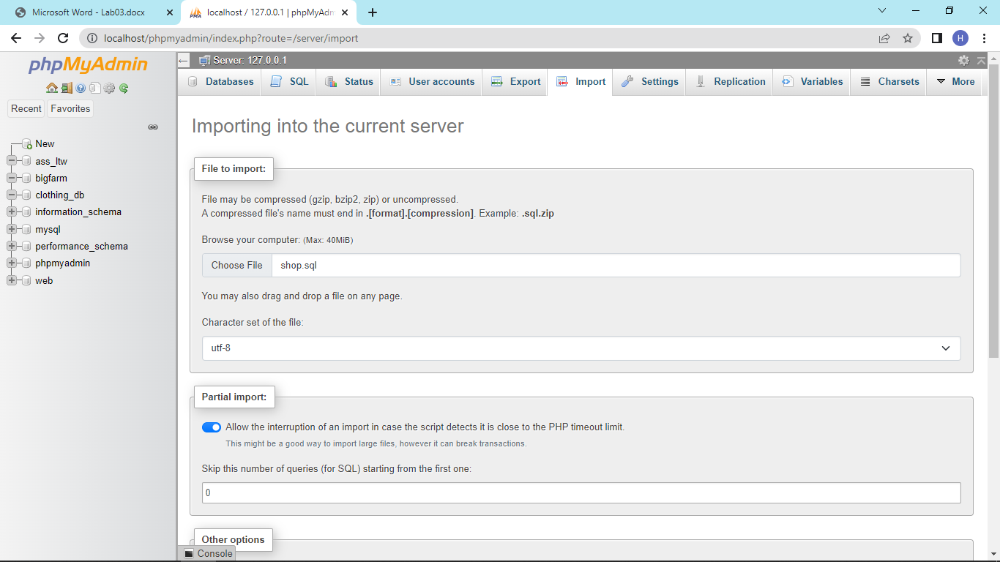 Microsoft Word - Lab03.docx
localhost / 127.0.0.1 | phpMyAdm
localhost/phpmyadmin/index.php?route=/server/import
H
phpMyAdmin
Recent Favorites
New
ass_ltw
bigfarm
clothing_db
information_schema
mysql
performance_schema
phpmyadmin
web
Server: 127.0.0.1
Databases SQL Status User accounts Export Import Settings Replication Variables Charsets More
Importing into the current server
File to import:
File may be compressed (gzip, bzip2, zip) or uncompressed.
A compressed file's name must end in .[format].[compression]. Example: .sql.zip
Browse your computer: (Max: 40MiB)
Choose File shop.sql
You may also drag and drop a file on any page.
Character set of the file:
utf-8
Partial import:
Allow the interruption of an import in case the script detects it is close to the PHP timeout limit.
This might be a good way to import large files, however it can break transactions.
Skip this number of queries (for SQL) starting from the first one:
0
Other options
Console